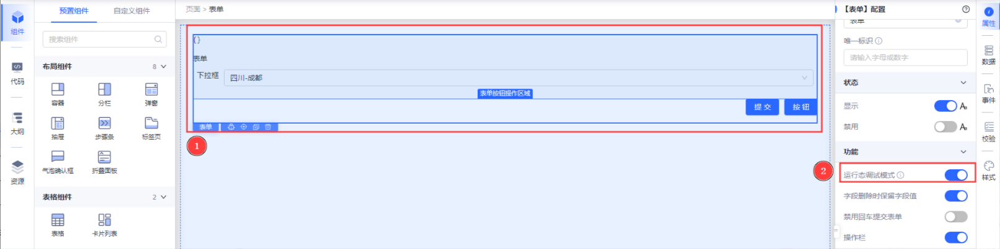 组件
代码
大纲
资源
预置组件
自定义组件
搜索组件
布局组件 8
容器
分栏
弹窗
抽屉
步骤条
标签页
气泡确认框
折叠面板
表格组件 2
表格
卡片列表
页面 > 表单
{}
表单
下拉框
四川-成都
表单按钮操作区域
提 交
按 钮
表单
1
2
【表单】配置
表单
唯一标识
请输入字母或数字
状态
显示
禁用
功能
运行态调试模式
字段删除时保留字段值
禁用回车提交表单
操作栏
属性
数据
事件
校验
样式